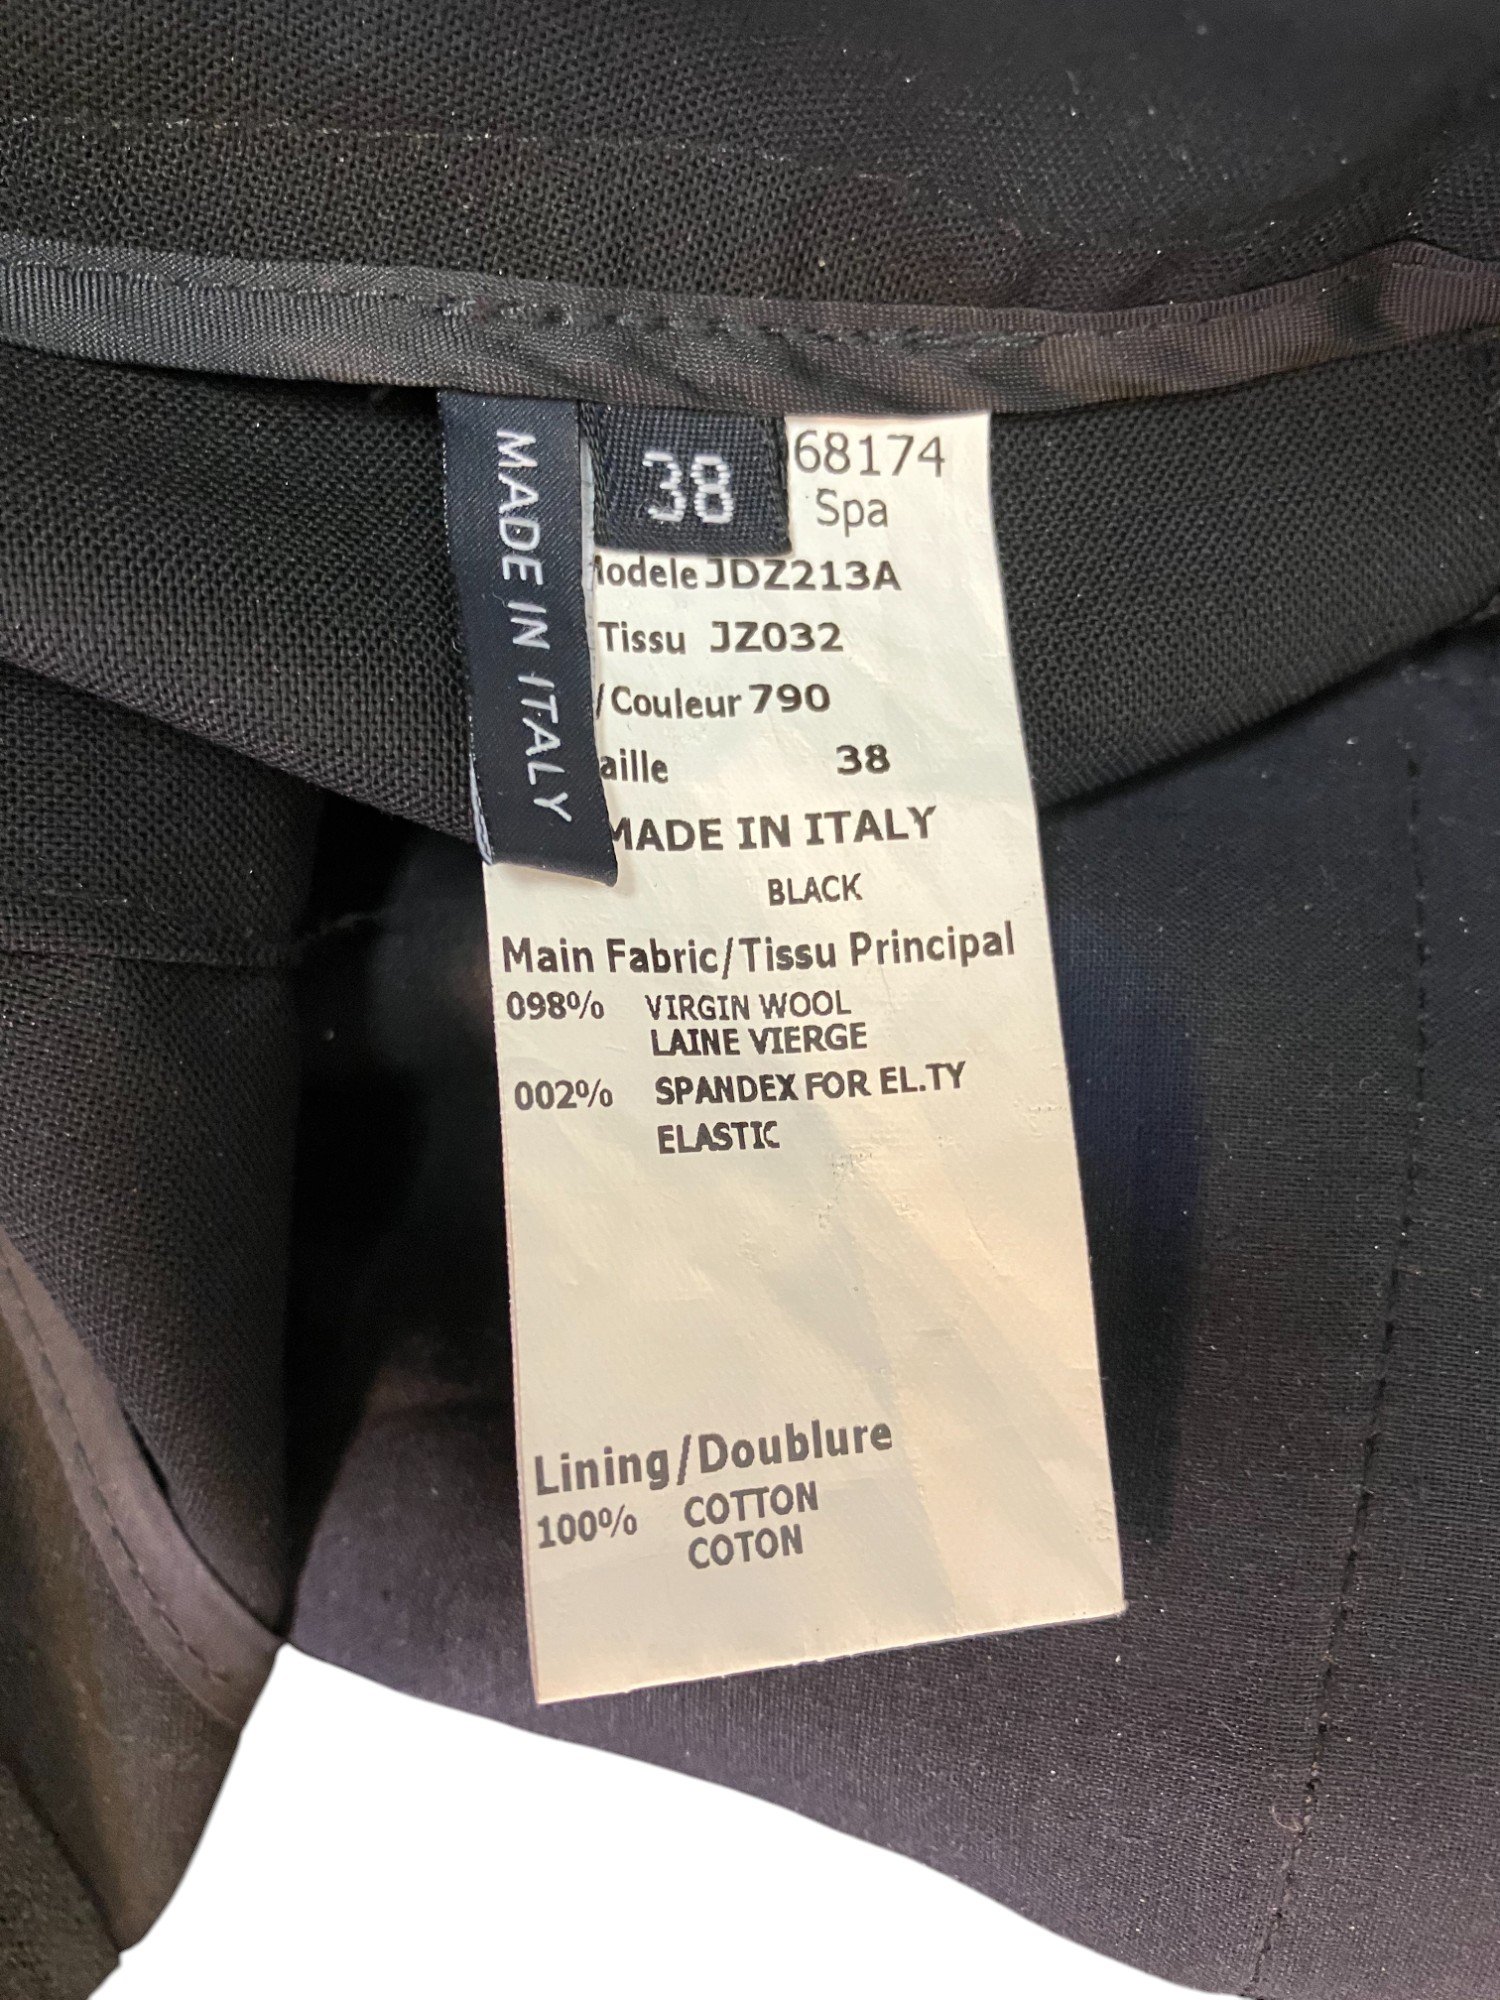 MADE IN ITALY
38
68174
Spa
odele JDZ213A
Tissu JZ032
/Couleur 790
aille 38
MADE IN ITALY
BLACK
Main Fabric/Tissu Principal
098% VIRGIN WOOL
LAINE VIERGE
002% SPANDEX FOR EL.TY
ELASTIC
Lining/Doublure
100% COTTON
COTON